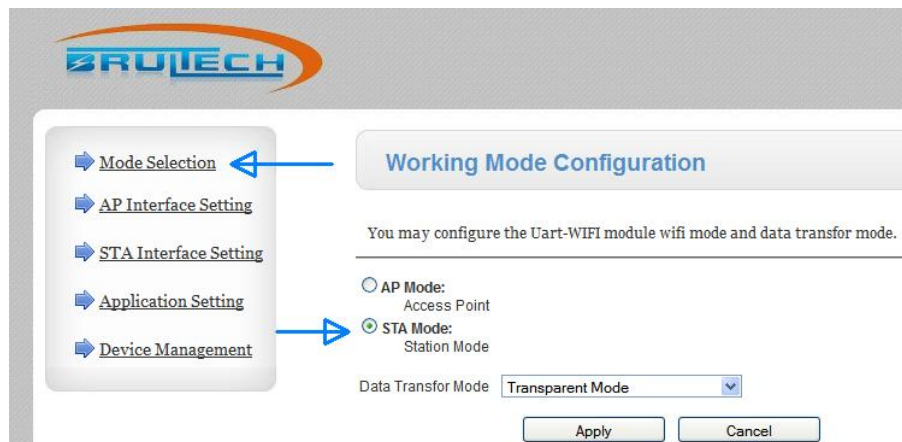 BRULTECH
Mode Selection
AP Interface Setting
STA Interface Setting
Application Setting
Device Management
Working Mode Configuration
You may configure the Uart-WIFI module wifi mode and data transfor mode.
AP Mode:
Access Point
STA Mode:
Station Mode
Data Transfor Mode Transparent Mode
Apply Cancel